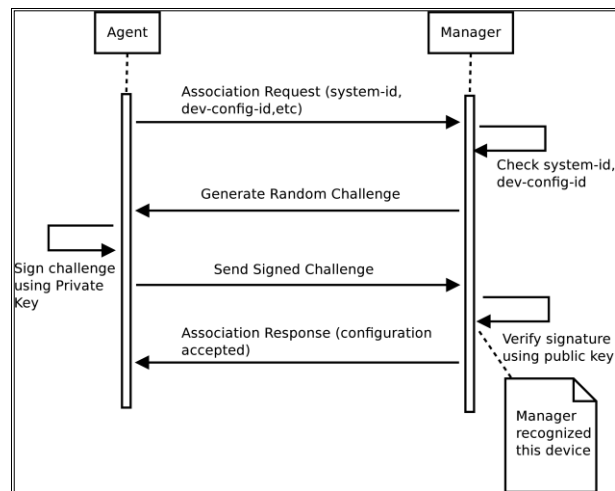 Agent
Manager
Association Request (system-id,
dev-config-id,etc)
Check system-id,
dev-config-id
Generate Random Challenge
Sign challenge
using Private
Key
Send Signed Challenge
Verify signature
using public key
Association Response (configuration
accepted)
Manager
recognized
this device